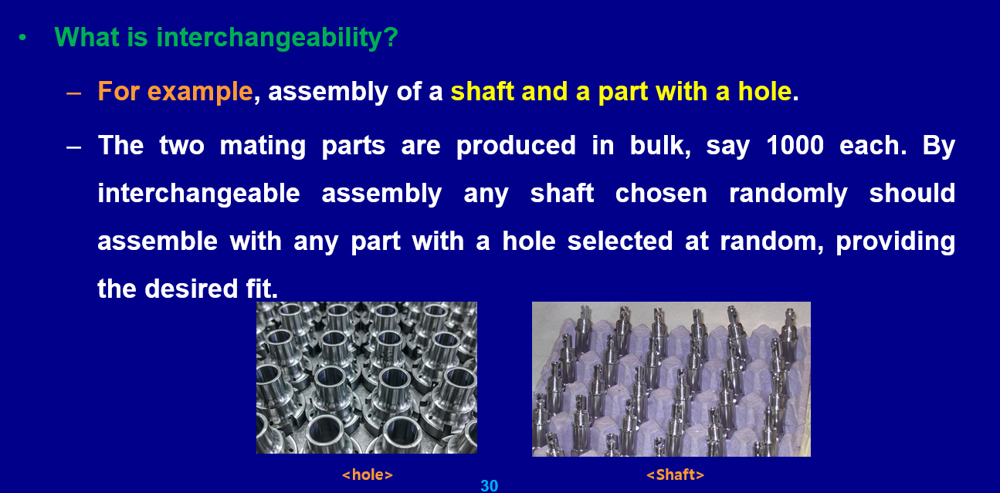 • What is interchangeability?
– For example, assembly of a shaft and a part with a hole.
– The two mating parts are produced in bulk, say 1000 each. By
interchangeable assembly any shaft chosen randomly should
assemble with any part with a hole selected at random, providing
the desired fit.
<hole>
<Shaft>
30